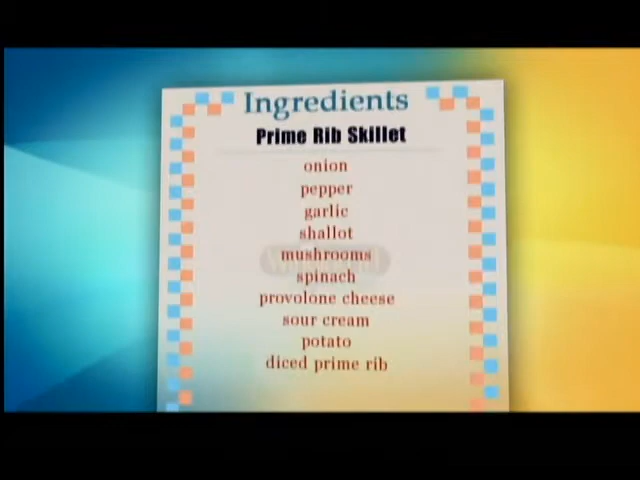 Ingredients
Prime Rib Skillet
onion
pepper
garlic
shallot
mushrooms
spinach
provolone cheese
sour cream
potato
diced prime rib